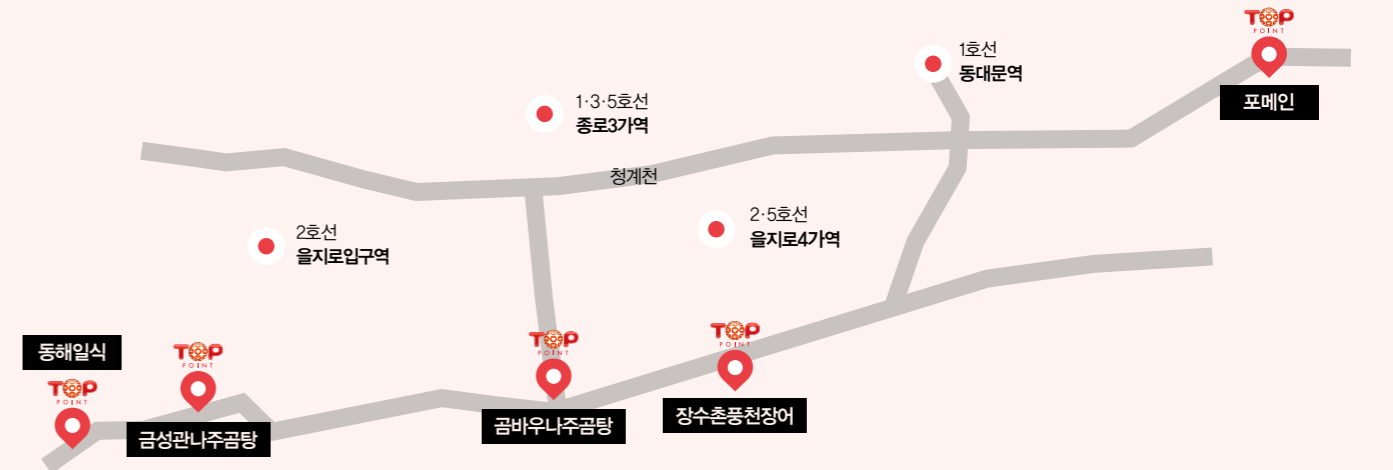 TOP
POINT
포메인
1호선
동대문역
1·3·5호선
종로3가역
청계천
2·5호선
을지로4가역
2호선
을지로입구역
동해일식
TOP
POINT
TOP
POINT
금성관나주곰탕
TOP
POINT
곰바우나주곰탕
TOP
POINT
장수촌풍천장어